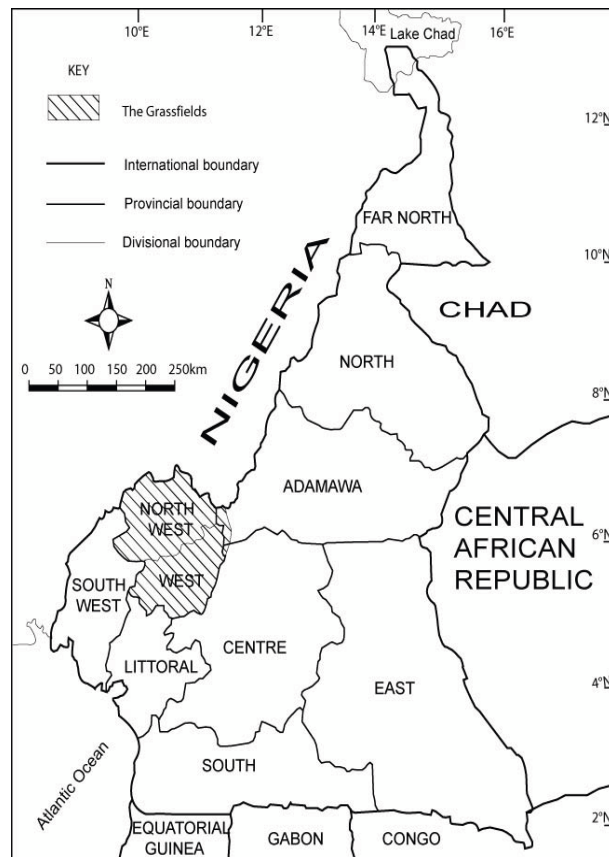 10°E
12°E
14°E
16°E
Lake Chad
KEY
The Grassfields
International boundary
Provincial boundary
Divisional boundary
12°N
FAR NORTH
N
NIGERIA
10°N
CHAD
0 50 100 150 200 250km
NORTH
8°N
ADAMAWA
NORTH
WEST
CENTRAL
AFRICAN
REPUBLIC
6°N
WEST
SOUTH
WEST
CENTRE
LITTORAL
EAST
4°N
SOUTH
Atlantic Ocean
2°N
EQUATORIAL
GUINEA
GABON
CONGO